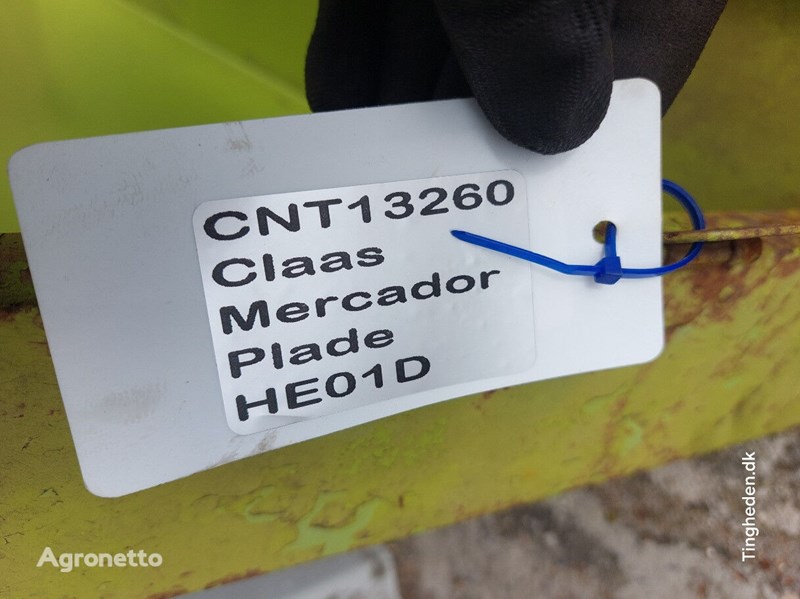 CNT13260
Claas
Mercador
Plade
HE01D
Tingheden.dk
Agronetto